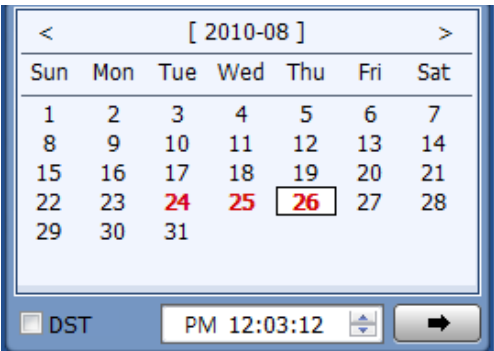 < [ 2010-08 ] >
Sun Mon Tue Wed Thu Fri Sat
1 2 3 4 5 6 7
8 9 10 11 12 13 14
15 16 17 18 19 20 21
22 23 24 25 26 27 28
29 30 31
DST PM 12:03:12